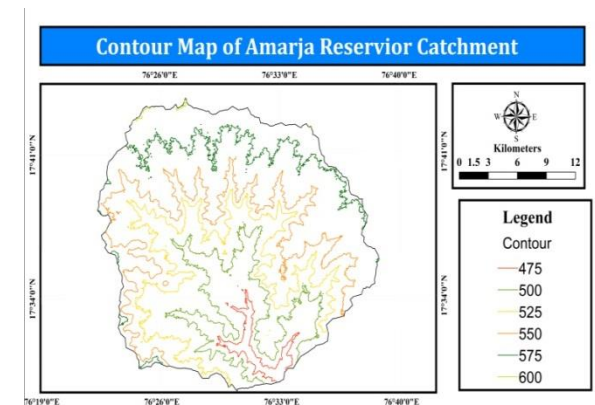 Contour Map of Amarja Reservior Catchment
76°26'0"E 76°33'0"E 76°40'0"E
17°41'0"N
17°34'0"N
17°41'0"N
17°34'0"N
76°19'0"E 76°26'0"E 76°33'0"E 76°40'0"E
N
W E
S
Kilometers
0 1.5 3 6 9 12
Legend
Contour
475
500
525
550
575
600